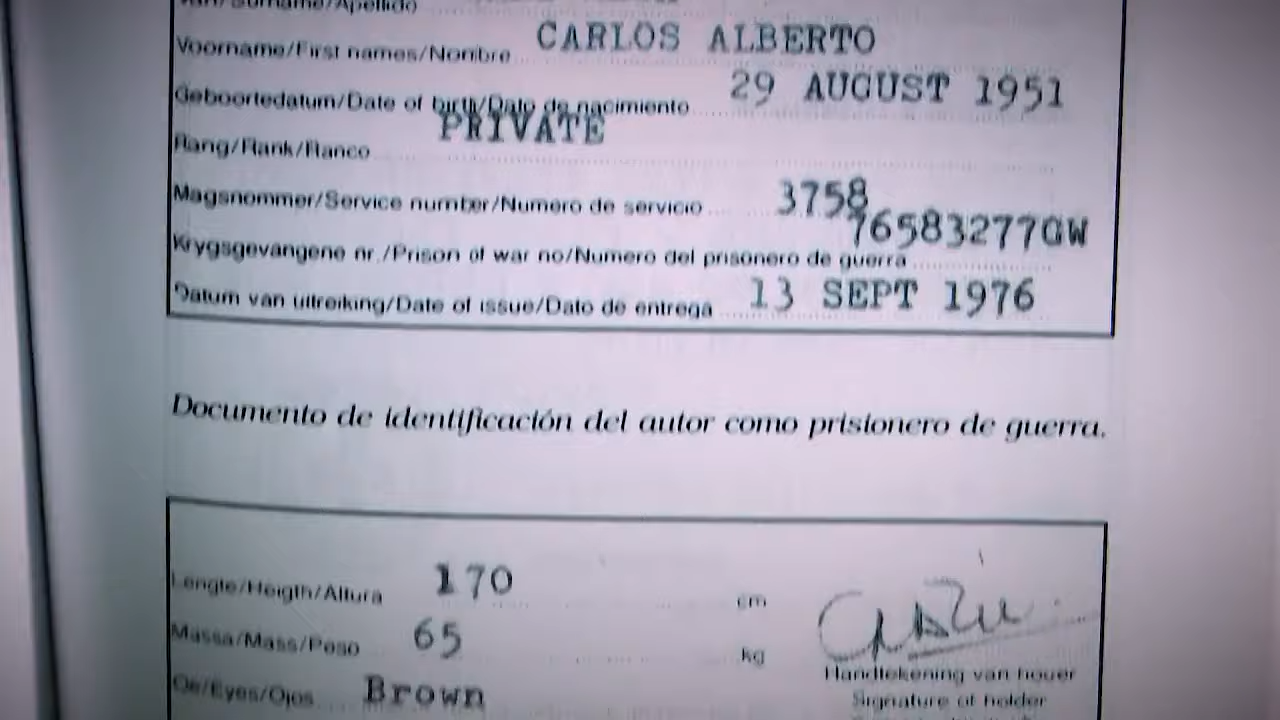 Van/Surname/Apellido
Voorname/First names/Nombre CARLOS ALBERTO
Geboortedatum/Date of birth/Dato de nacimiento 29 AUGUST 1951
Rang/Rank/Ranco PRIVATE
Magsnommer/Service number/Numero de servicio 3758
76583277GW
Krygsgevangene nr./Prison of war no/Numero del prisonero de guerra
Datum van uitreiking/Date of issue/Dato de entrega 13 SEPT 1976
Documento de identificación del autor como prisionero de guerra.
Lengte/Heigth/Altura 170 cm
Massa/Mass/Peso 65 kg
Oë/Eyes/Ojos Brown
Handtekening van houer
Signature of holder